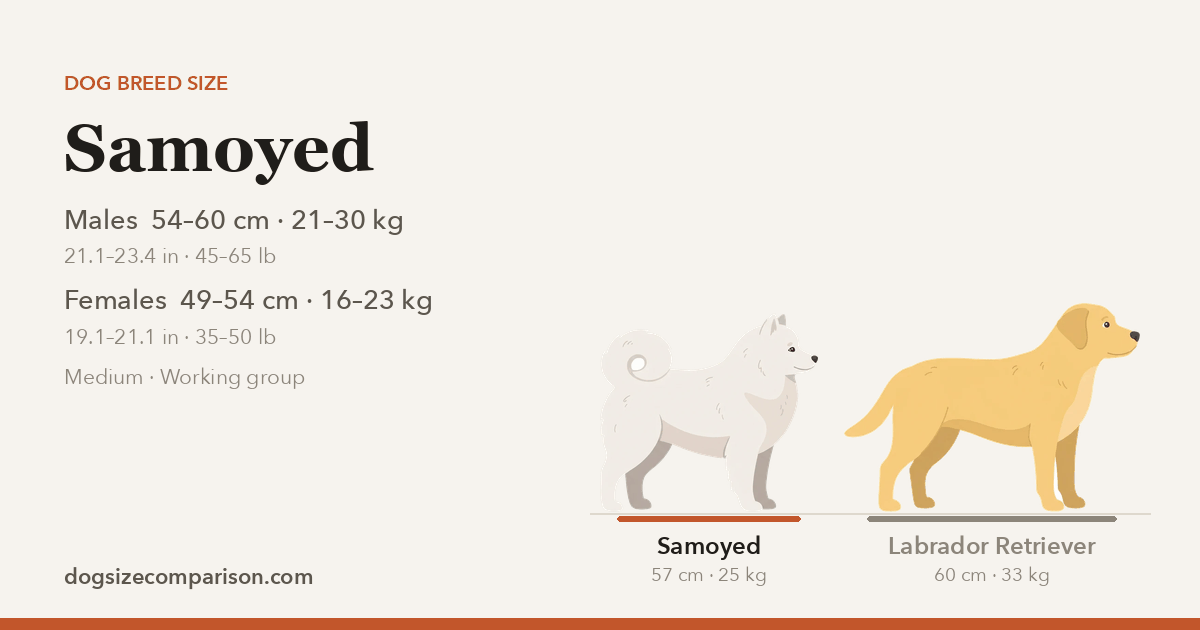 DOG BREED SIZE
Samoyed
Males 54–60 cm · 21–30 kg
21.1–23.4 in · 45–65 lb
Females 49–54 cm · 16–23 kg
19.1–21.1 in · 35–50 lb
Medium · Working group
Samoyed
57 cm · 25 kg
Labrador Retriever
60 cm · 33 kg
dogsizecomparison.com